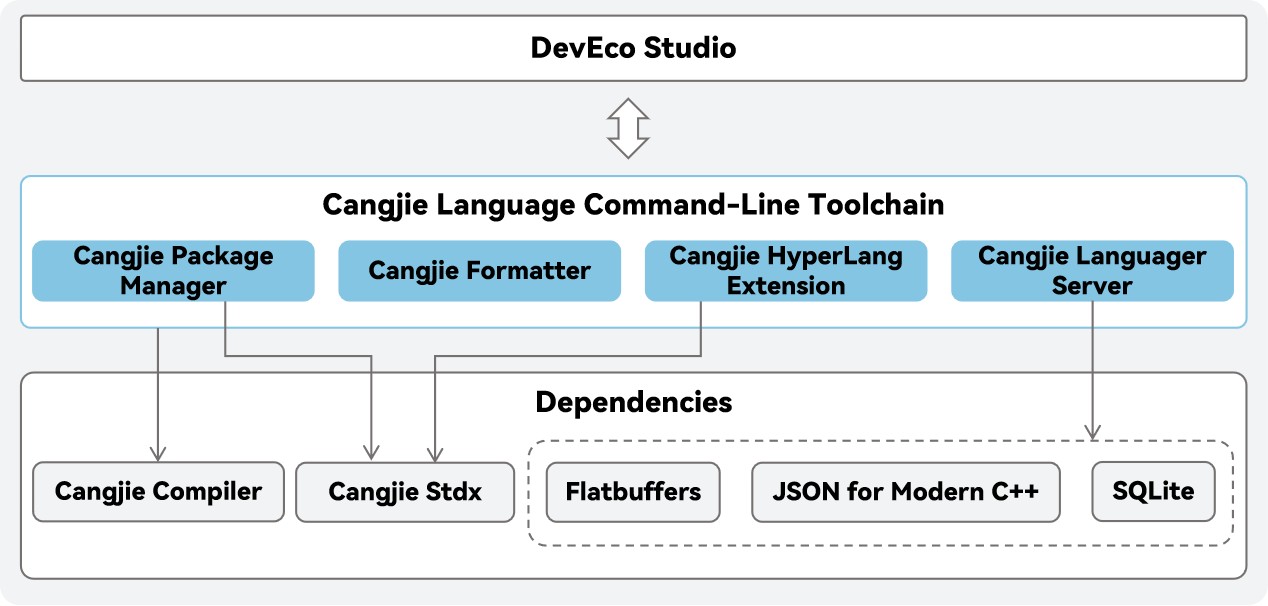 DevEco Studio
Cangjie Language Command-Line Toolchain
Cangjie Package
Manager
Cangjie Formatter
Cangjie HyperLang
Extension
Cangjie Languager
Server
Dependencies
Cangjie Compiler
Cangjie Stdx
Flatbuffers
JSON for Modern C++
SQLite